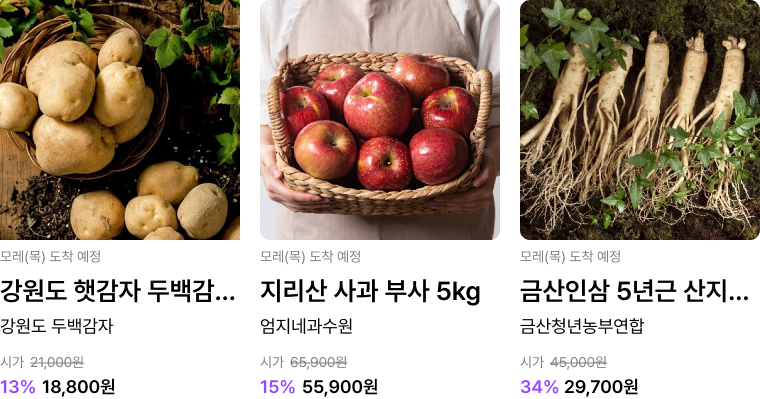 모레(목) 도착 예정
강원도 햇감자 두백감...
강원도 두백감자
시가 21,000원
13% 18,800원
모레(목) 도착 예정
지리산 사과 부사 5kg
엄지네과수원
시가 65,900원
15% 55,900원
모레(목) 도착 예정
금산인삼 5년근 산지...
금산청년농부연합
시가 45,000원
34% 29,700원